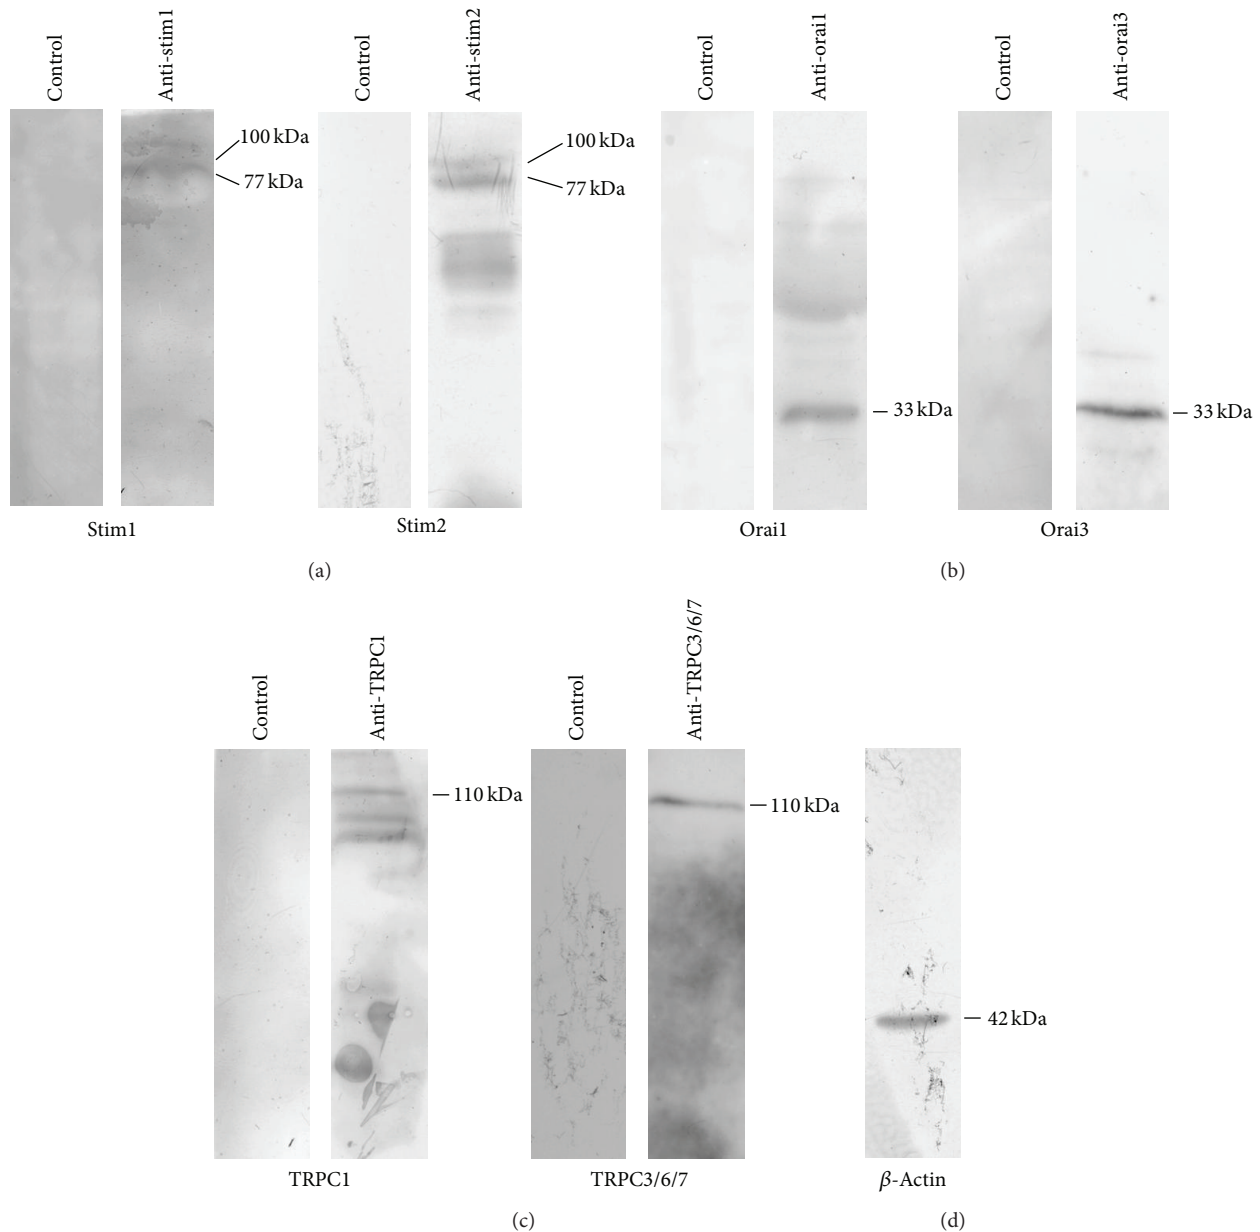 Control
Anti-stim1
100 kDa
77 kDa
Stim1
Control
Anti-stim2
100 kDa
77 kDa
Stim2
(a)
Control
Anti-orai1
33 kDa
Orai1
Control
Anti-orai3
33 kDa
Orai3
(b)
Control
Anti-TRPC1
110 kDa
TRPC1
Control
Anti-TRPC3/6/7
110 kDa
TRPC3/6/7
(c)
42 kDa
β-Actin
(d)